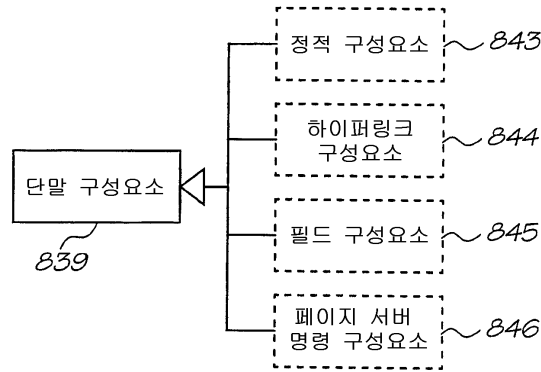 정적 구성요소
843
하이퍼링크
구성요소
844
단말 구성요소
839
필드 구성요소
845
페이지 서버
명령 구성요소
846